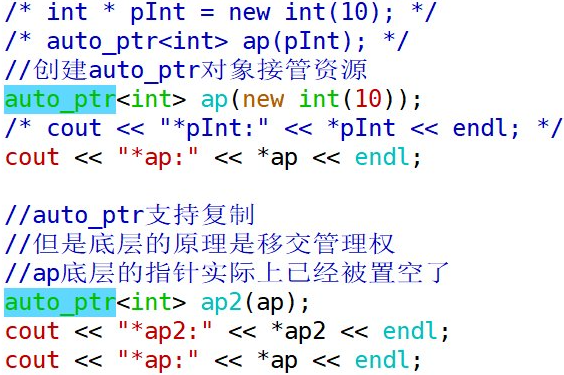 /* int * pInt = new int(10); */
/* auto_ptr<int> ap(pInt); */
//创建auto_ptr对象接管资源
auto_ptr<int> ap(new int(10));
/* cout << "*pInt:" << *pInt << endl; */
cout << "*ap:" << *ap << endl;
//auto_ptr支持复制
//但是底层的原理是移交管理权
//ap底层的指针实际上已经被置空了
auto_ptr<int> ap2(ap);
cout << "*ap2:" << *ap2 << endl;
cout << "*ap:" << *ap << endl;